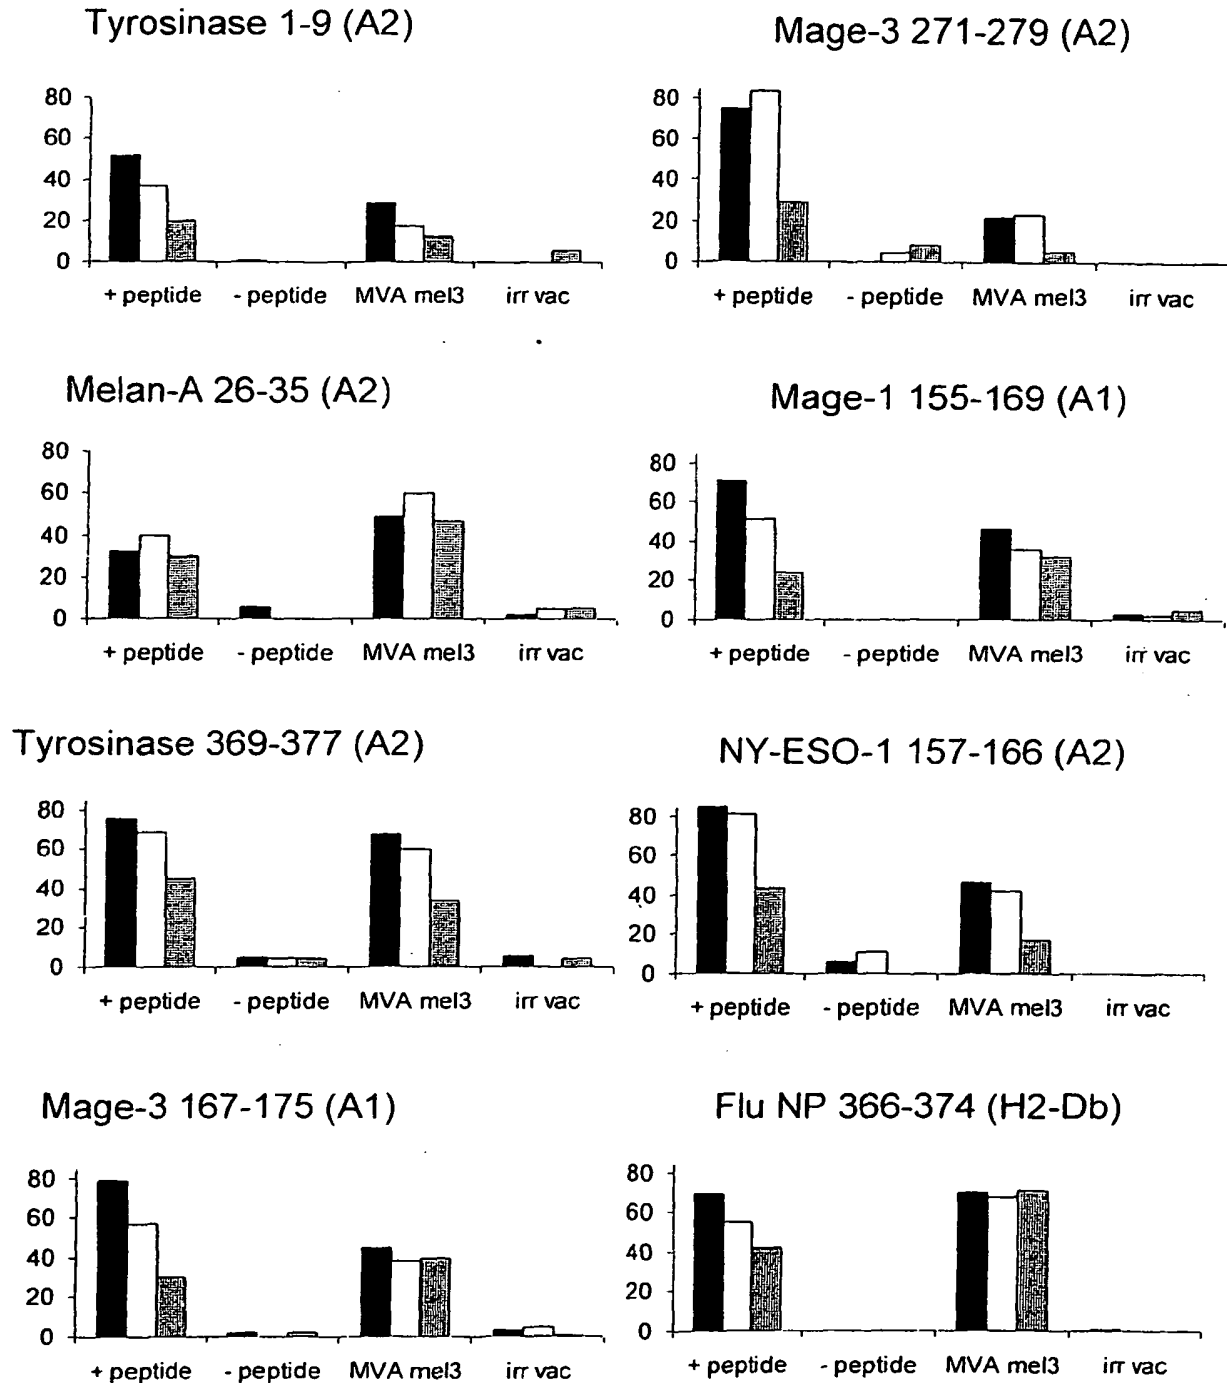 Tyrosinase 1-9 (A2)
80
60
40
20
0
+ peptide - peptide MVA mel3 irr vac
Mage-3 271-279 (A2)
80
60
40
20
0
+ peptide - peptide MVA mel3 irr vac
Melan-A 26-35 (A2)
80
60
40
20
0
+ peptide - peptide MVA mel3 irr vac
Mage-1 155-169 (A1)
80
60
40
20
0
+ peptide - peptide MVA mel3 irr vac
Tyrosinase 369-377 (A2)
80
60
40
20
0
+ peptide - peptide MVA mel3 irr vac
NY-ESO-1 157-166 (A2)
80
60
40
20
0
+ peptide - peptide MVA mel3 irr vac
Mage-3 167-175 (A1)
80
60
40
20
0
+ peptide - peptide MVA mel3 irr vac
Flu NP 366-374 (H2-Db)
80
60
40
20
0
+ peptide - peptide MVA mel3 irr vac